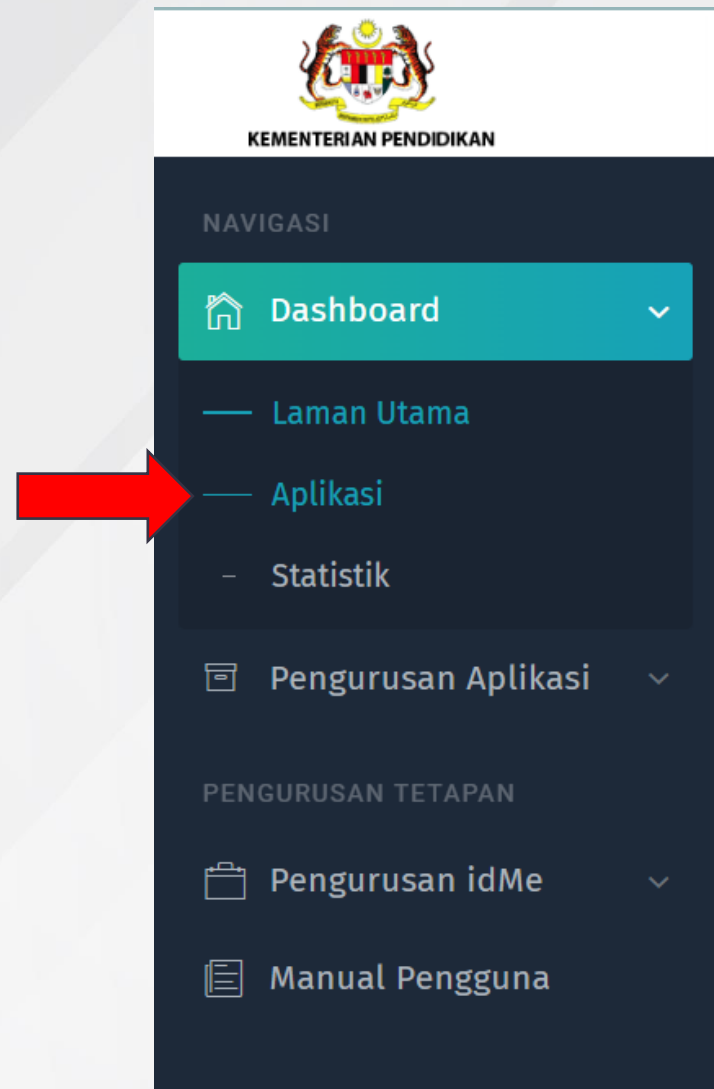 KEMENTERIAN PENDIDIKAN
NAVIGASI
Dashboard
Laman Utama
Aplikasi
Statistik
Pengurusan Aplikasi
PENGURUSAN TETAPAN
Pengurusan idMe
Manual Pengguna